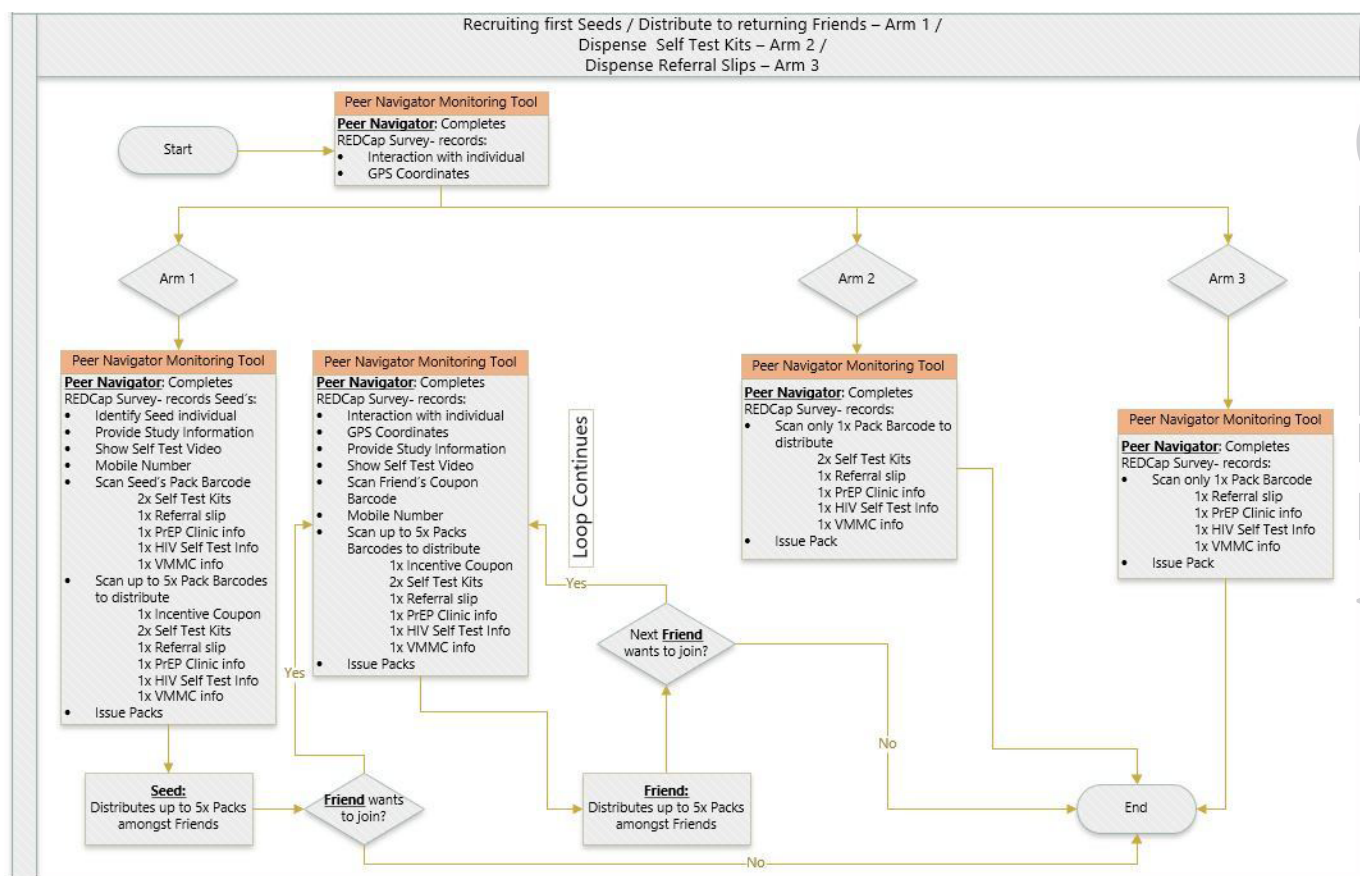 Recruiting first Seeds / Distribute to returning Friends – Arm 1 /
Dispense Self Test Kits – Arm 2 /
Dispense Referral Slips – Arm 3
Peer Navigator Monitoring Tool
Peer Navigator: Completes
REDCap Survey- records:
• Interaction with individual
• GPS Coordinates
Start
Arm 1
Arm 2
Arm 3
Peer Navigator Monitoring Tool
Peer Navigator: Completes
REDCap Survey- records Seed's:
• Identify Seed individual
• Provide Study Information
• Show Self Test Video
• Mobile Number
• Scan Seed's Pack Barcode
2x Self Test Kits
1x Referral slip
1x PrEP Clinic info
1x HIV Self Test Info
1x VMMC info
• Scan up to 5x Pack Barcodes
to distribute
1x Incentive Coupon
2x Self Test Kits
1x Referral slip
1x PrEP Clinic info
1x HIV Self Test Info
1x VMMC info
• Issue Packs
Peer Navigator Monitoring Tool
Peer Navigator: Completes
REDCap Survey- records:
• Interaction with individual
• GPS Coordinates
• Provide Study Information
• Show Self Test Video
• Scan Friend's Coupon
Barcode
• Mobile Number
• Scan up to 5x Packs
Barcodes to distribute
1x Incentive Coupon
2x Self Test Kits
1x Referral slip
1x PrEP Clinic info
1x HIV Self Test Info
1x VMMC info
• Issue Packs
Loop Continues
Peer Navigator Monitoring Tool
Peer Navigator: Completes
REDCap Survey- records:
• Scan only 1x Pack Barcode to
distribute
2x Self Test Kits
1x Referral slip
1x PrEP Clinic info
1x HIV Self Test Info
1x VMMC info
• Issue Pack
Peer Navigator Monitoring Tool
Peer Navigator: Completes
REDCap Survey- records:
• Scan only 1x Pack Barcode
1x Referral slip
1x PrEP Clinic info
1x HIV Self Test Info
1x VMMC info
• Issue Pack
Yes
Yes
Next Friend
wants to join?
No
Seed:
Distributes up to 5x Packs
amongst Friends
Friend wants
to join?
Friend:
Distributes up to 5x Packs
amongst Friends
End
No